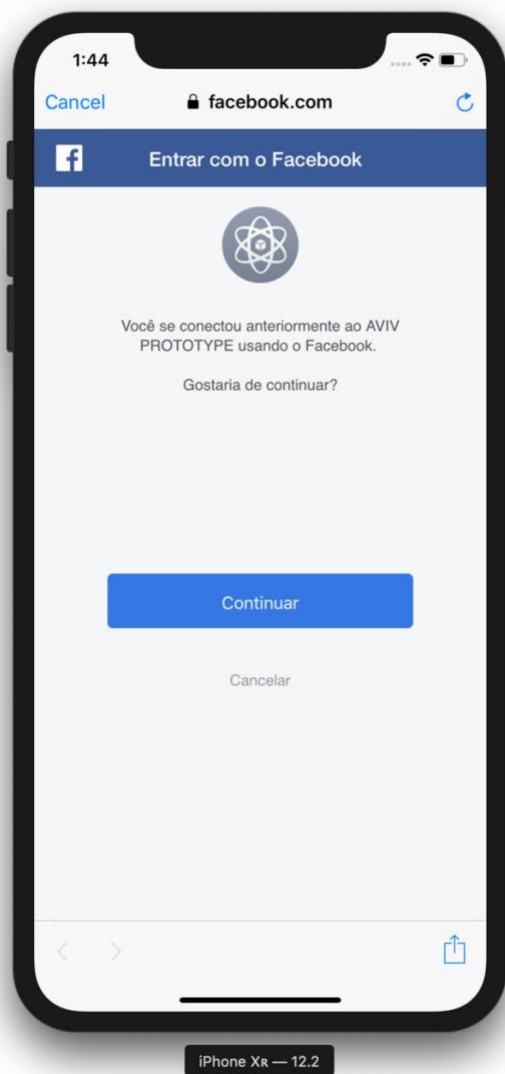 1:44
Cancel
facebook.com
Entrar com o Facebook
Você se conectou anteriormente ao AVIV
PROTOTYPE usando o Facebook.
Gostaria de continuar?
Continuar
Cancelar
iPhone Xʀ — 12.2